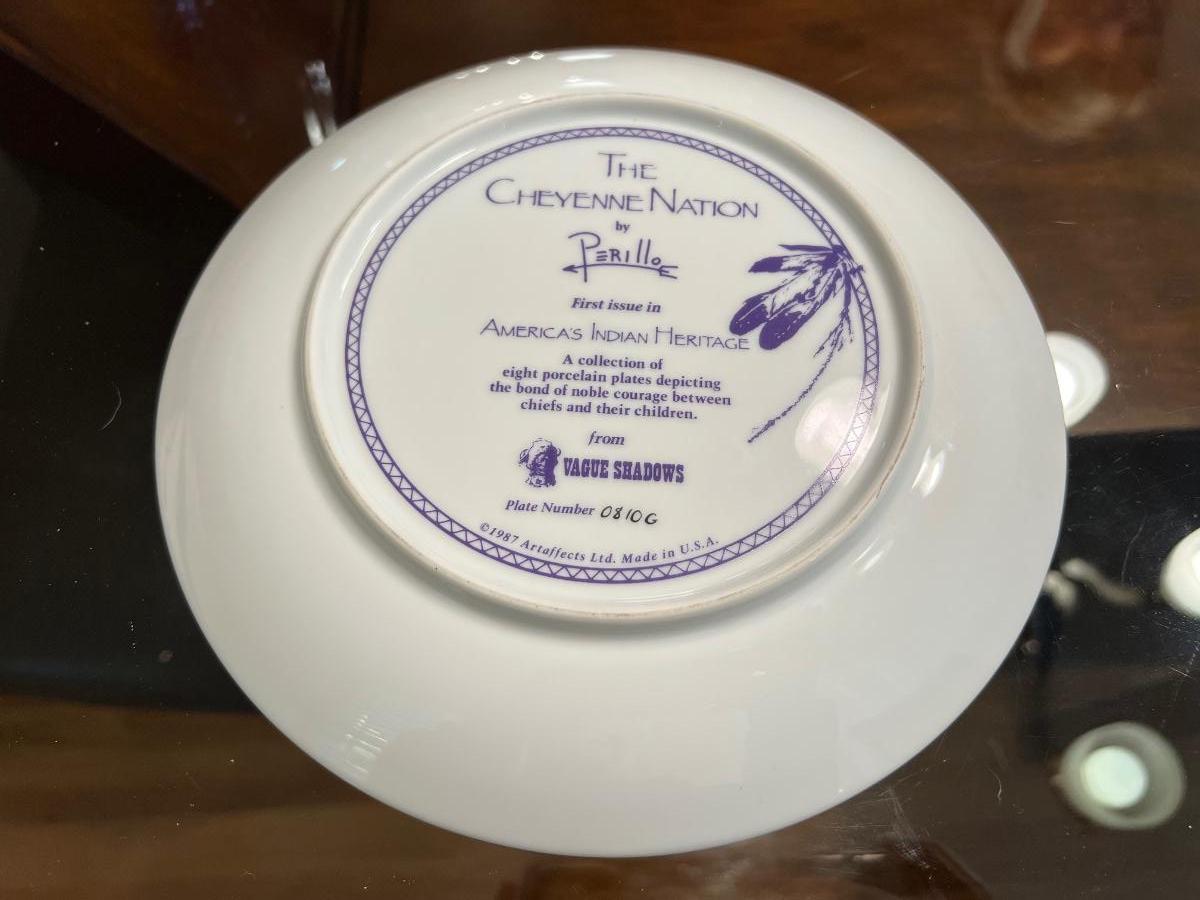 THE
CHEYENNE NATION
by
PERILLO
First issue in
AMERICA'S INDIAN HERITAGE
A collection of
eight porcelain plates depicting
the bond of noble courage between
chiefs and their children.
from
VAGUE SHADOWS
Plate Number 0810G
©1987 Artaffects Ltd. Made in U.S.A.